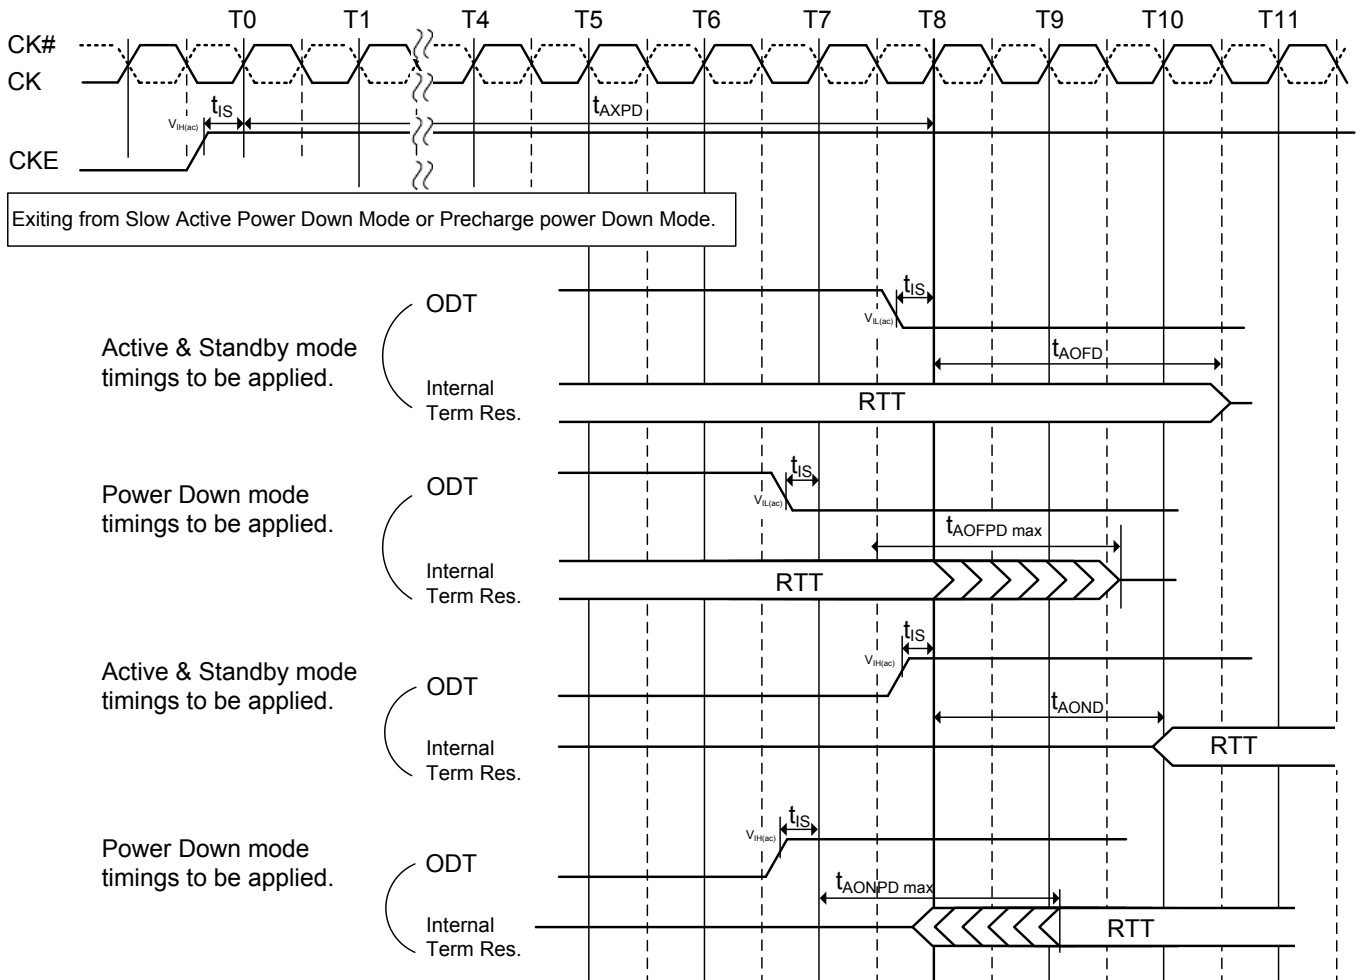 T0 T1 T4 T5 T6 T7 T8 T9 T10 T11
CK#
CK
tIS
tAXPD
VIH(ac)
CKE
Exiting from Slow Active Power Down Mode or Precharge power Down Mode.
tIS
ODT
VIL(ac)
Active & Standby mode
timings to be applied.
tAOFD
Internal
Term Res.
RTT
tIS
ODT
Power Down mode
timings to be applied.
VIL(ac)
tAOFPD max
Internal
Term Res.
RTT
tIS
VIH(ac)
Active & Standby mode
timings to be applied.
ODT
tAOND
Internal
Term Res.
RTT
tIS
VIH(ac)
Power Down mode
timings to be applied.
ODT
tAONPD max
Internal
Term Res.
RTT